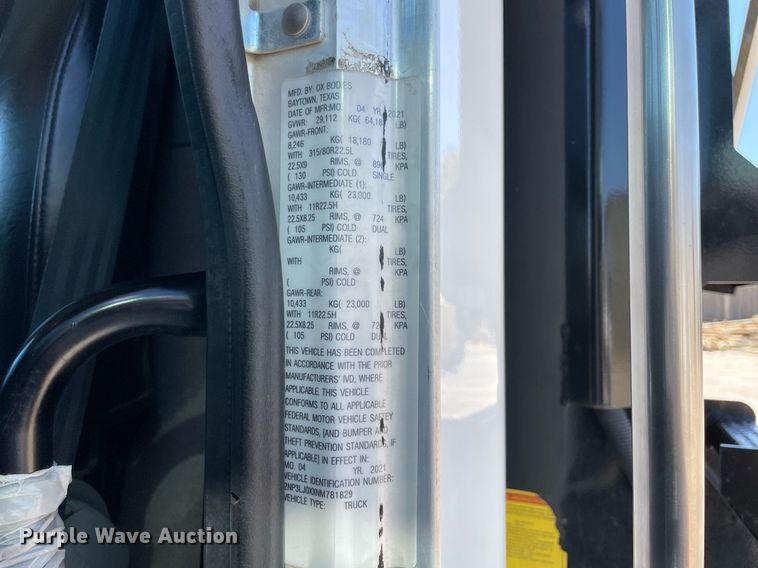 MFD. BY: OX BODIES
BAYTOWN, TEXAS
DATE OF MFR:MO. 04 YR. 2021
GVWR: 29,112 KG( 64,18 LB)
GAWR-FRONT:
8,246 KG( 18,180 LB)
WITH 315/80R22.5L TIRES,
22.5X9 RIMS, @ 89 KPA
( 130 PSI) COLD SINGLE
GAWR-INTERMEDIATE (1):
10,433 KG( 23,000 LB)
WITH 11R22.5H TIRES,
22.5X8.25 RIMS, @ 724 KPA
( 105 PSI) COLD DUAL
GAWR-INTERMEDIATE (2):
KG( LB)
WITH TIRES,
RIMS, @ KPA
( PSI) COLD
GAWR-REAR:
10,433 KG( 23,000 LB)
WITH 11R22.5H TIRES,
22.5X8.25 RIMS, @ 724 KPA
( 105 PSI) COLD DUAL
THIS VEHICLE HAS BEEN COMPLETED
IN ACCORDANCE WITH THE PRIOR
MANUFACTURERS' IVD, WHERE
APPLICABLE. THIS VEHICLE
CONFORMS TO ALL APPLICABLE
FEDERAL MOTOR VEHICLE SAFETY
STANDARDS, (AND BUMPER AND
THEFT PREVENTION STANDARDS, IF
APPLICABLE) IN EFFECT IN:
MO. 04 YR. 2021
VEHICLE IDENTIFICATION NUMBER:
2NP3LJ0X0NM781829
VEHICLE TYPE: TRUCK
Purple Wave Auction